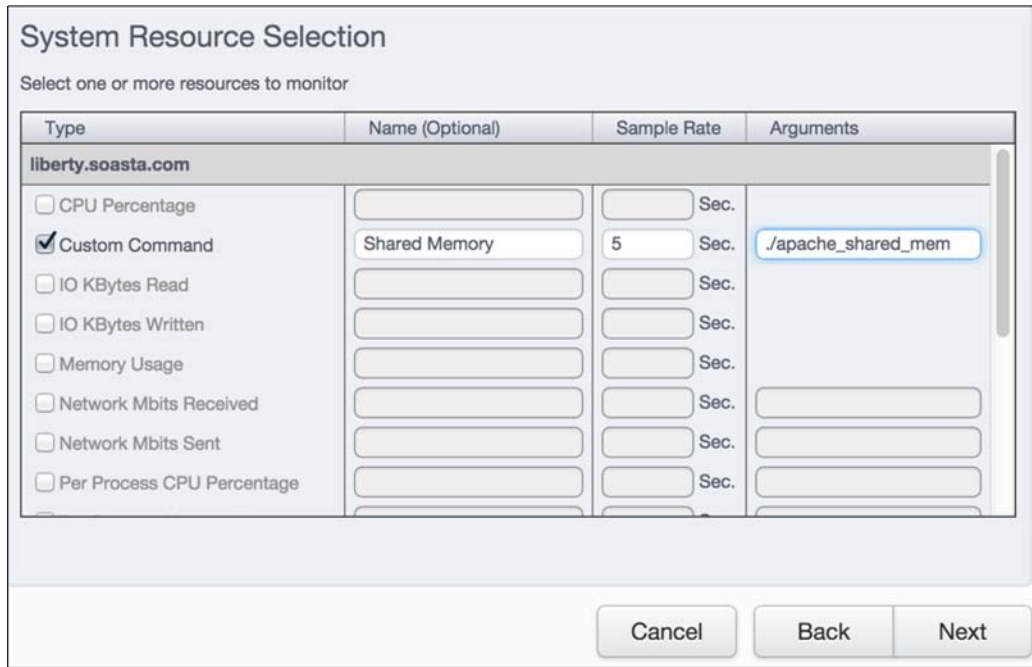 System Resource Selection
Select one or more resources to monitor
Type Name (Optional) Sample Rate Arguments
liberty.soasta.com
CPU Percentage Sec.
Custom Command Shared Memory 5 Sec. ./apache_shared_mem
IO KBytes Read Sec.
IO KBytes Written Sec.
Memory Usage Sec.
Network Mbits Received Sec.
Network Mbits Sent Sec.
Per Process CPU Percentage Sec.
Cancel Back Next